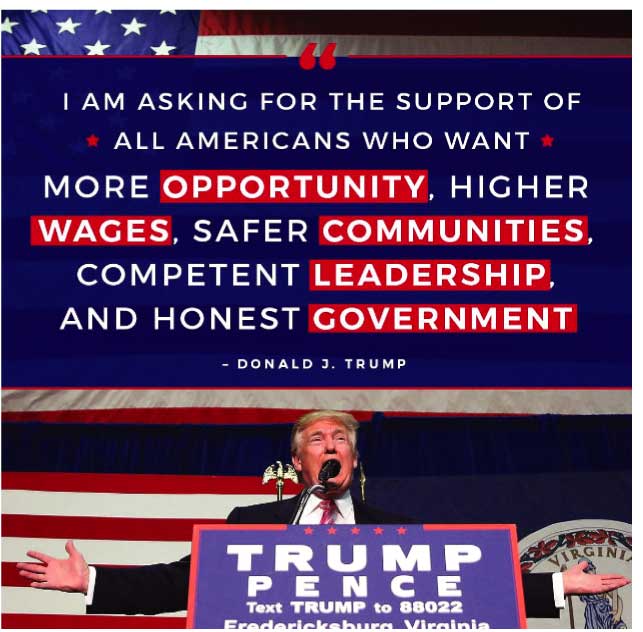 “
I AM ASKING FOR THE SUPPORT OF
ALL AMERICANS WHO WANT
MORE OPPORTUNITY, HIGHER
WAGES, SAFER COMMUNITIES,
COMPETENT LEADERSHIP,
AND HONEST GOVERNMENT
– DONALD J. TRUMP
TRUMP
PENCE
Text TRUMP to 88022
Fredericksburg, Virginia
VIRGINI